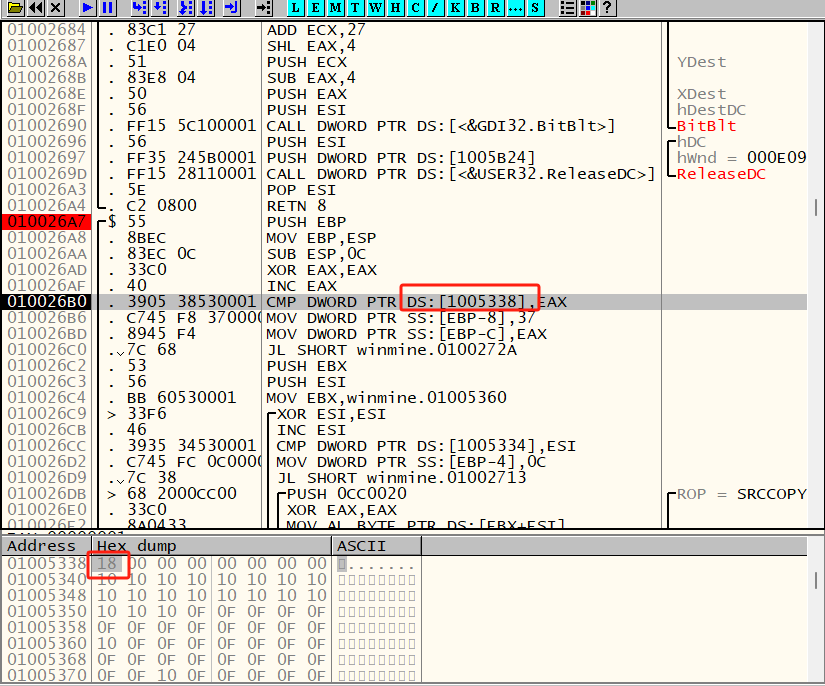 L E M T W H C / K B R ... S ?
01002684 . 83C1 27 ADD ECX,27
01002687 . C1E0 04 SHL EAX,4
0100268A . 51 PUSH ECX YDest
0100268B . 83E8 04 SUB EAX,4
0100268E . 50 PUSH EAX XDest
0100268F . 56 PUSH ESI hDestDC
01002690 . FF15 5C100001 CALL DWORD PTR DS:[<&GDI32.BitBlt>] BitBlt
01002696 . 56 PUSH ESI hDC
01002697 . FF35 245B0001 PUSH DWORD PTR DS:[1005B24] hWnd = 000E09
0100269D . FF15 28110001 CALL DWORD PTR DS:[<&USER32.ReleaseDC>] ReleaseDC
010026A3 . 5E POP ESI
010026A4 . C2 0800 RETN 8
010026A7 $ 55 PUSH EBP
010026A8 . 8BEC MOV EBP,ESP
010026AA . 83EC 0C SUB ESP,0C
010026AD . 33C0 XOR EAX,EAX
010026AF . 40 INC EAX
010026B0 . 3905 38530001 CMP DWORD PTR DS:[1005338],EAX
010026B6 . C745 F8 370000 MOV DWORD PTR SS:[EBP-8],37
010026BD . 8945 F4 MOV DWORD PTR SS:[EBP-C],EAX
010026C0 . 7C 68 JL SHORT winmine.0100272A
010026C2 . 53 PUSH EBX
010026C3 . 56 PUSH ESI
010026C4 . BB 60530001 MOV EBX,winmine.01005360
010026C9 > 33F6 XOR ESI,ESI
010026CB . 46 INC ESI
010026CC . 3935 34530001 CMP DWORD PTR DS:[1005334],ESI
010026D2 . C745 FC 0C0000 MOV DWORD PTR SS:[EBP-4],0C
010026D9 . 7C 38 JL SHORT winmine.01002713
010026DB > 68 2000CC00 PUSH 0CC0020 ROP = SRCCOPY
010026E0 . 33C0 XOR EAX,EAX
010026E2 . 8A0433 MOV AL,BYTE PTR DS:[EBX+ESI]
Address Hex dump ASCII
01005338 18 00 00 00 00 00 00 00 .......
01005340 10 10 10 10 10 10 10 10
01005348 10 10 10 10 10 10 10 10
01005350 10 10 10 0F 0F 0F 0F 0F
01005358 0F 0F 0F 0F 0F 0F 0F 0F
01005360 10 0F 0F 0F 0F 0F 0F 0F
01005368 0F 0F 0F 0F 0F 0F 0F 0F
01005370 0F 0F 10 0F 0F 0F 0F 0F